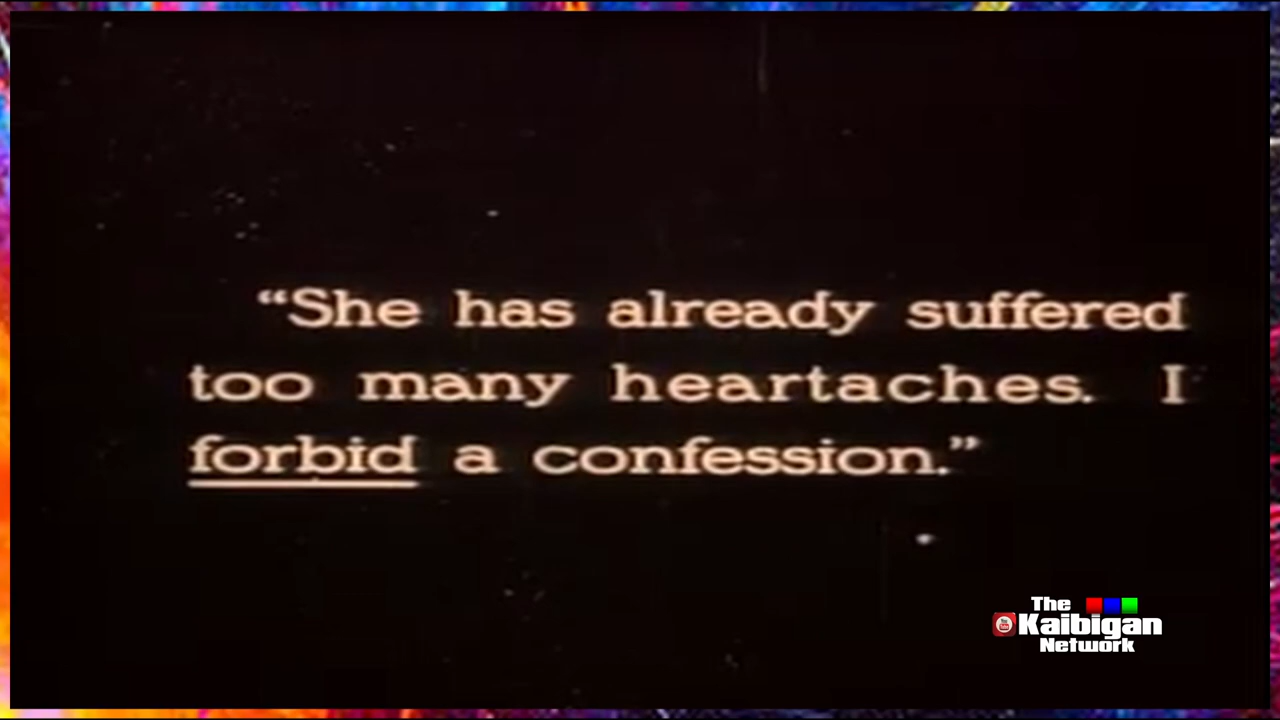 “She has already suffered
too many heartaches. I
forbid a confession.”
The
Kaibigan
Network